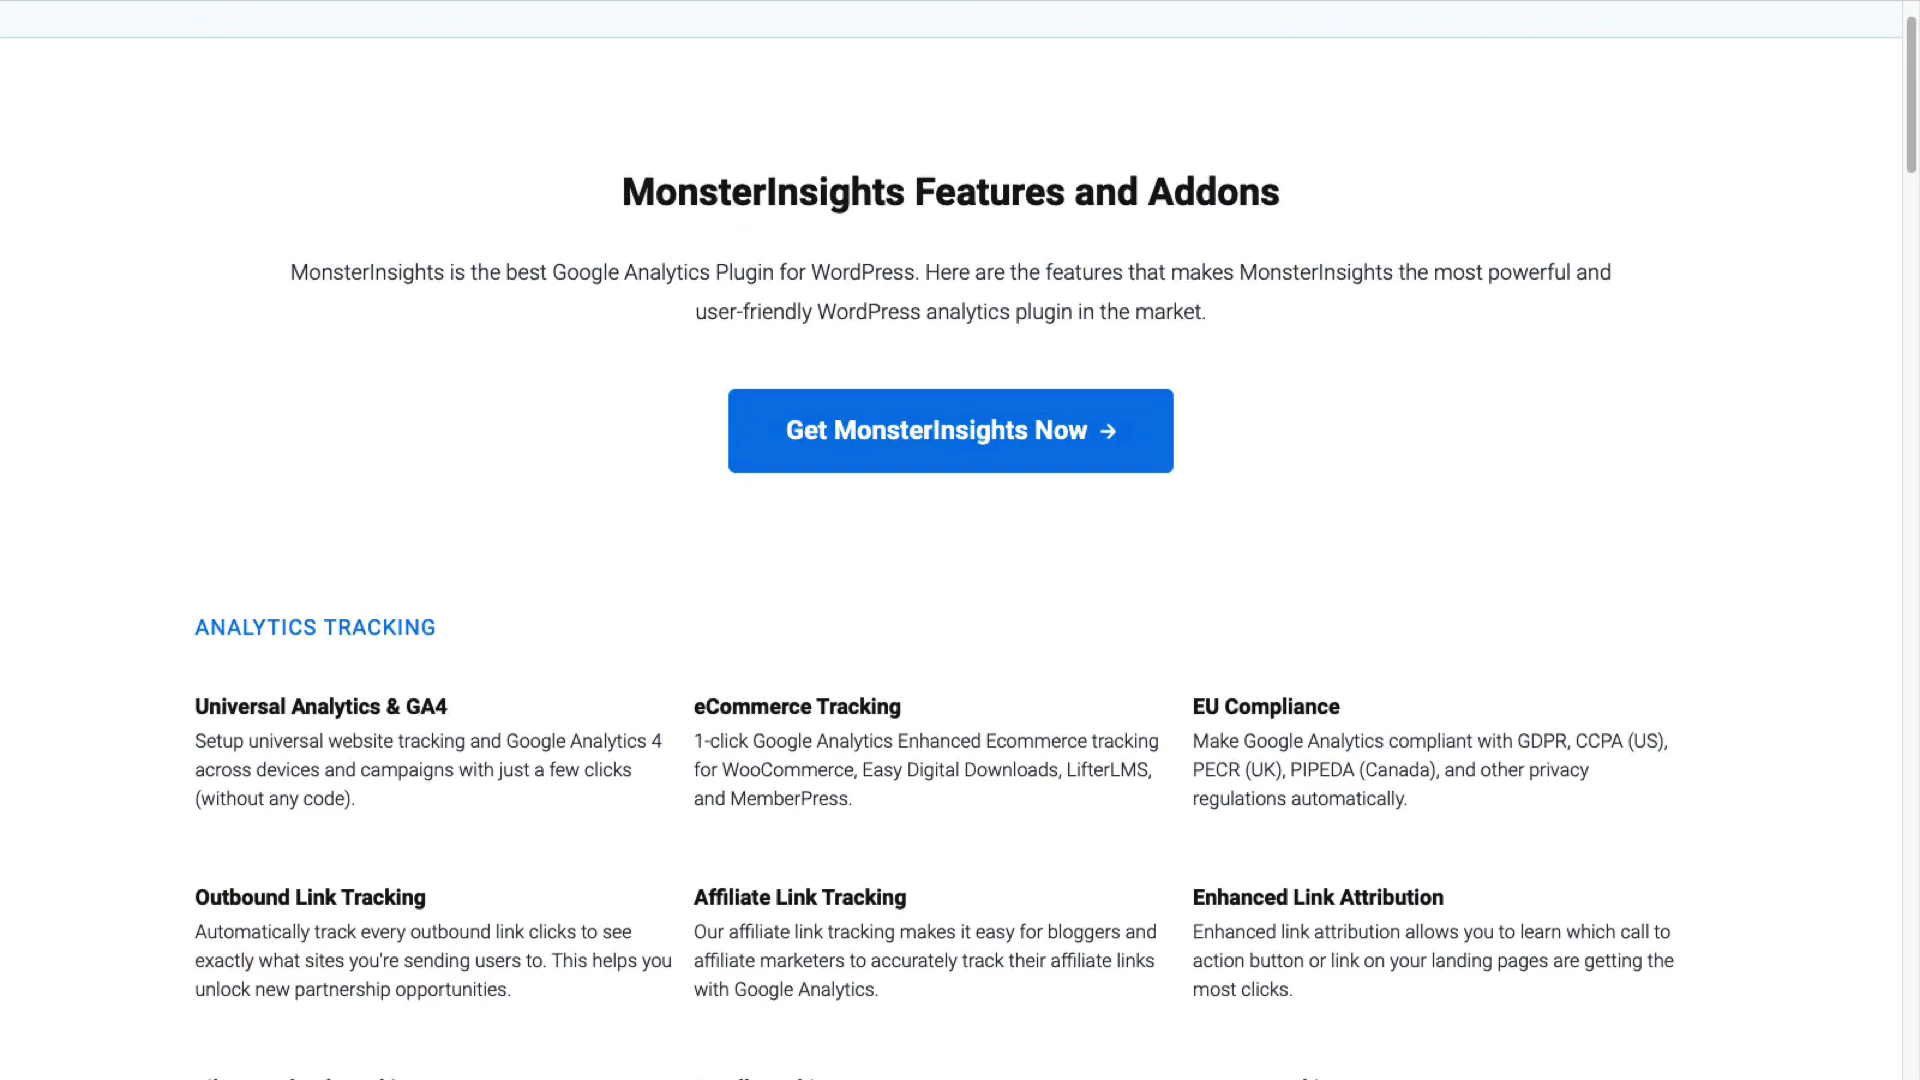 MonsterInsights Features and Addons
MonsterInsights is the best Google Analytics Plugin for WordPress. Here are the features that makes MonsterInsights the most powerful and
user-friendly WordPress analytics plugin in the market.
Get MonsterInsights Now →
ANALYTICS TRACKING
Universal Analytics & GA4
Setup universal website tracking and Google Analytics 4
across devices and campaigns with just a few clicks
(without any code).
eCommerce Tracking
1-click Google Analytics Enhanced Ecommerce tracking
for WooCommerce, Easy Digital Downloads, LifterLMS,
and MemberPress.
EU Compliance
Make Google Analytics compliant with GDPR, CCPA (US),
PECR (UK), PIPEDA (Canada), and other privacy
regulations automatically.
Outbound Link Tracking
Automatically track every outbound link clicks to see
exactly what sites you're sending users to. This helps you
unlock new partnership opportunities.
Affiliate Link Tracking
Our affiliate link tracking makes it easy for bloggers and
affiliate marketers to accurately track their affiliate links
with Google Analytics.
Enhanced Link Attribution
Enhanced link attribution allows you to learn which call to
action button or link on your landing pages are getting the
most clicks.